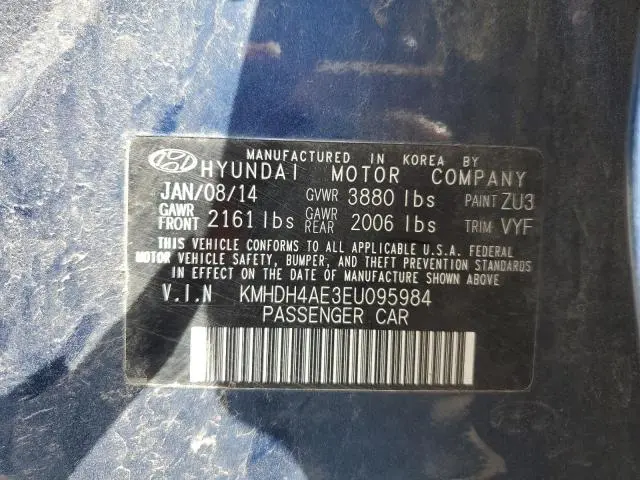 MANUFACTURED IN KOREA BY
HYUNDAI MOTOR COMPANY
JAN/08/14 GVWR 3880 lbs PAINT ZU3
GAWR FRONT 2161 lbs GAWR REAR 2006 lbs TRIM VYF
THIS VEHICLE CONFORMS TO ALL APPLICABLE U.S.A. FEDERAL
MOTOR VEHICLE SAFETY, BUMPER, AND THEFT PREVENTION STANDARDS
IN EFFECT ON THE DATE OF MANUFACTURE SHOWN ABOVE.
V.I.N KMHDH4AE3EU095984
PASSENGER CAR